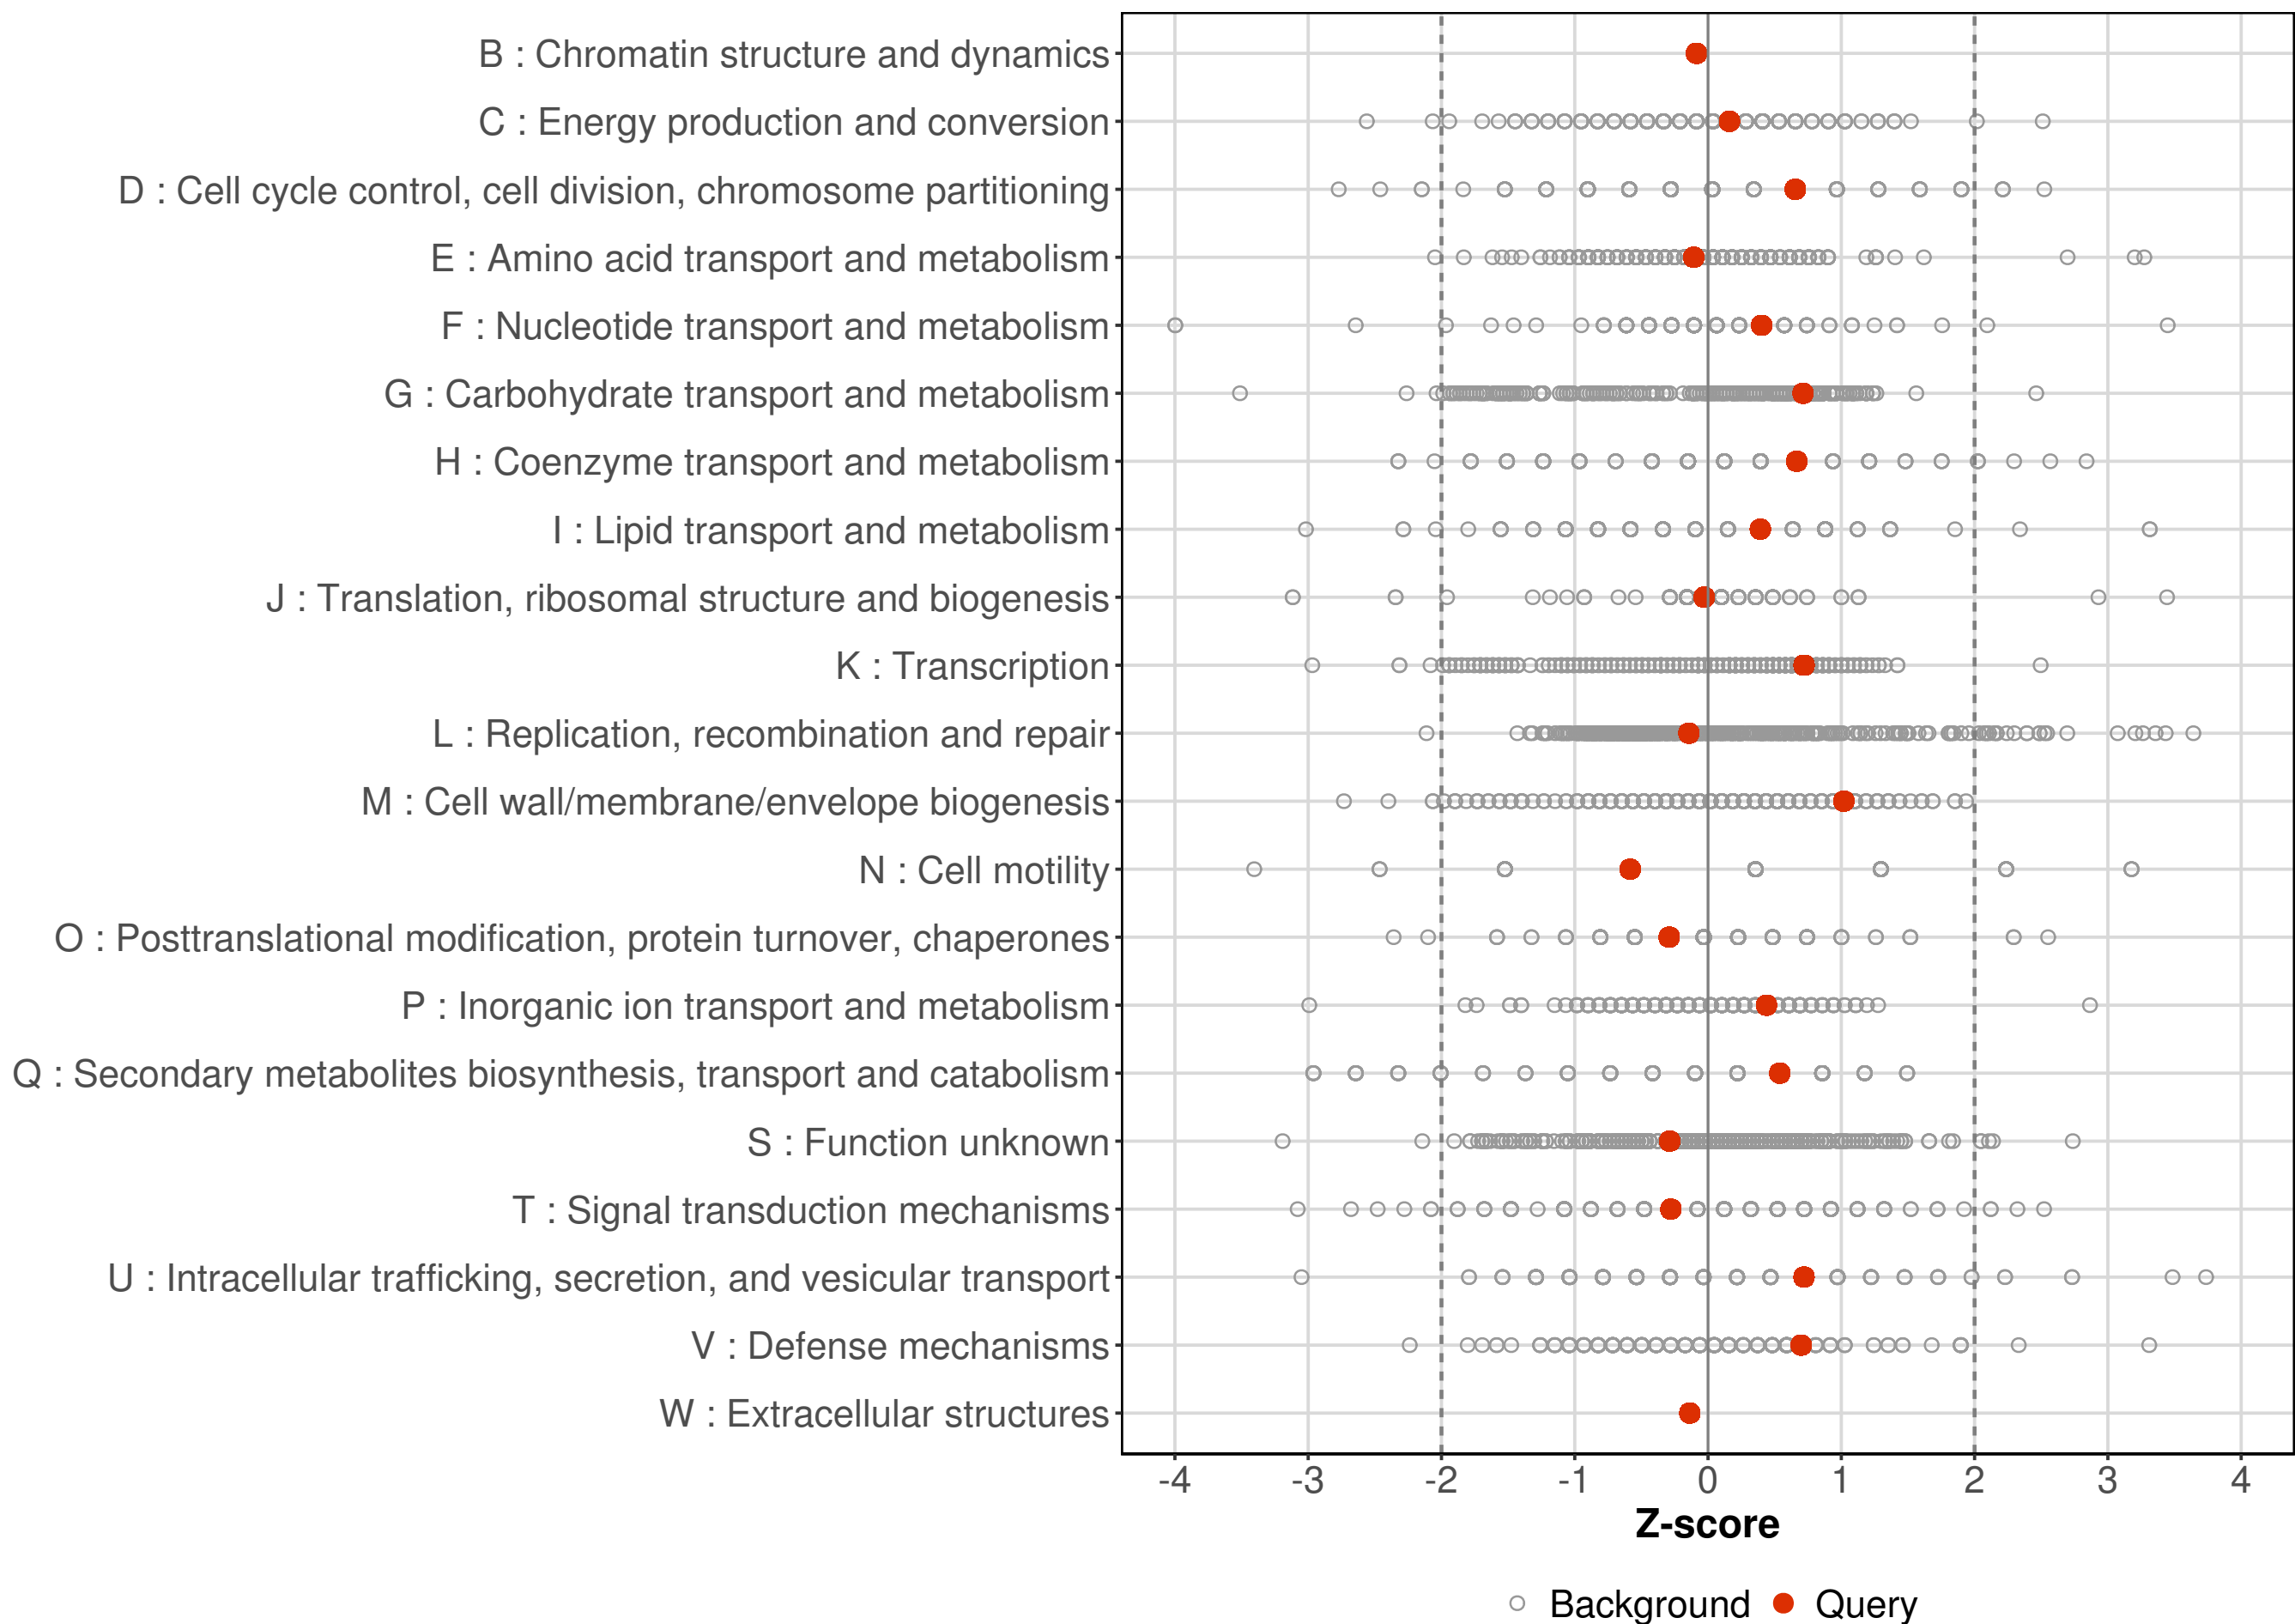 B : Chromatin structure and dynamics
C : Energy production and conversion
D : Cell cycle control, cell division, chromosome partitioning
E : Amino acid transport and metabolism
F : Nucleotide transport and metabolism
G : Carbohydrate transport and metabolism
H : Coenzyme transport and metabolism
I : Lipid transport and metabolism
J : Translation, ribosomal structure and biogenesis
K : Transcription
L : Replication, recombination and repair
M : Cell wall/membrane/envelope biogenesis
N : Cell motility
O : Posttranslational modification, protein turnover, chaperones
P : Inorganic ion transport and metabolism
Q : Secondary metabolites biosynthesis, transport and catabolism
S : Function unknown
T : Signal transduction mechanisms
U : Intracellular trafficking, secretion, and vesicular transport
V : Defense mechanisms
W : Extracellular structures
-4 -3 -2 -1 0 1 2 3 4
Z-score
Background Query